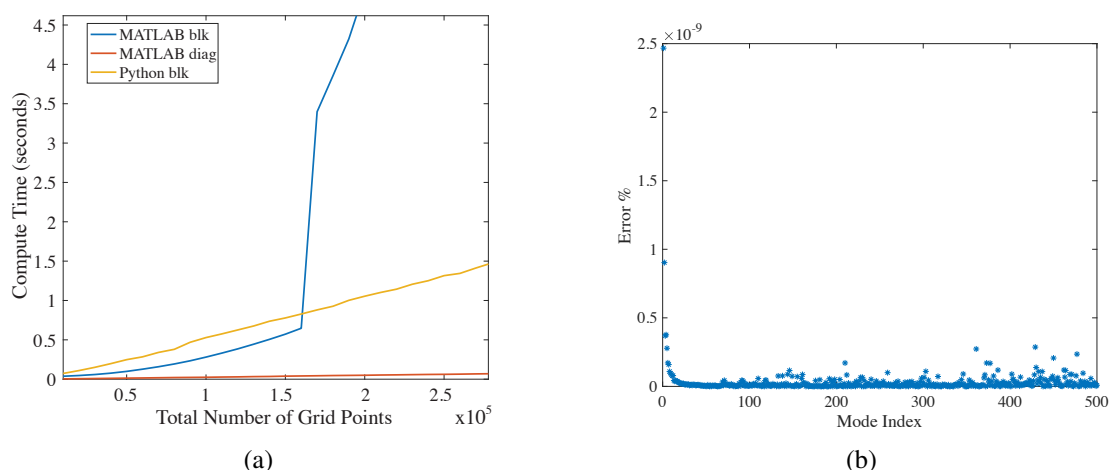 4.5
4
3.5
3
2.5
2
1.5
1
0.5
0
Compute Time (seconds)
MATLAB blk
MATLAB diag
Python blk
0.5
1
1.5
2
2.5
x10^5
Total Number of Grid Points
(a)
×10^-9
2.5
2
1.5
1
0.5
0
Error %
0
100
200
300
400
500
Mode Index
(b)